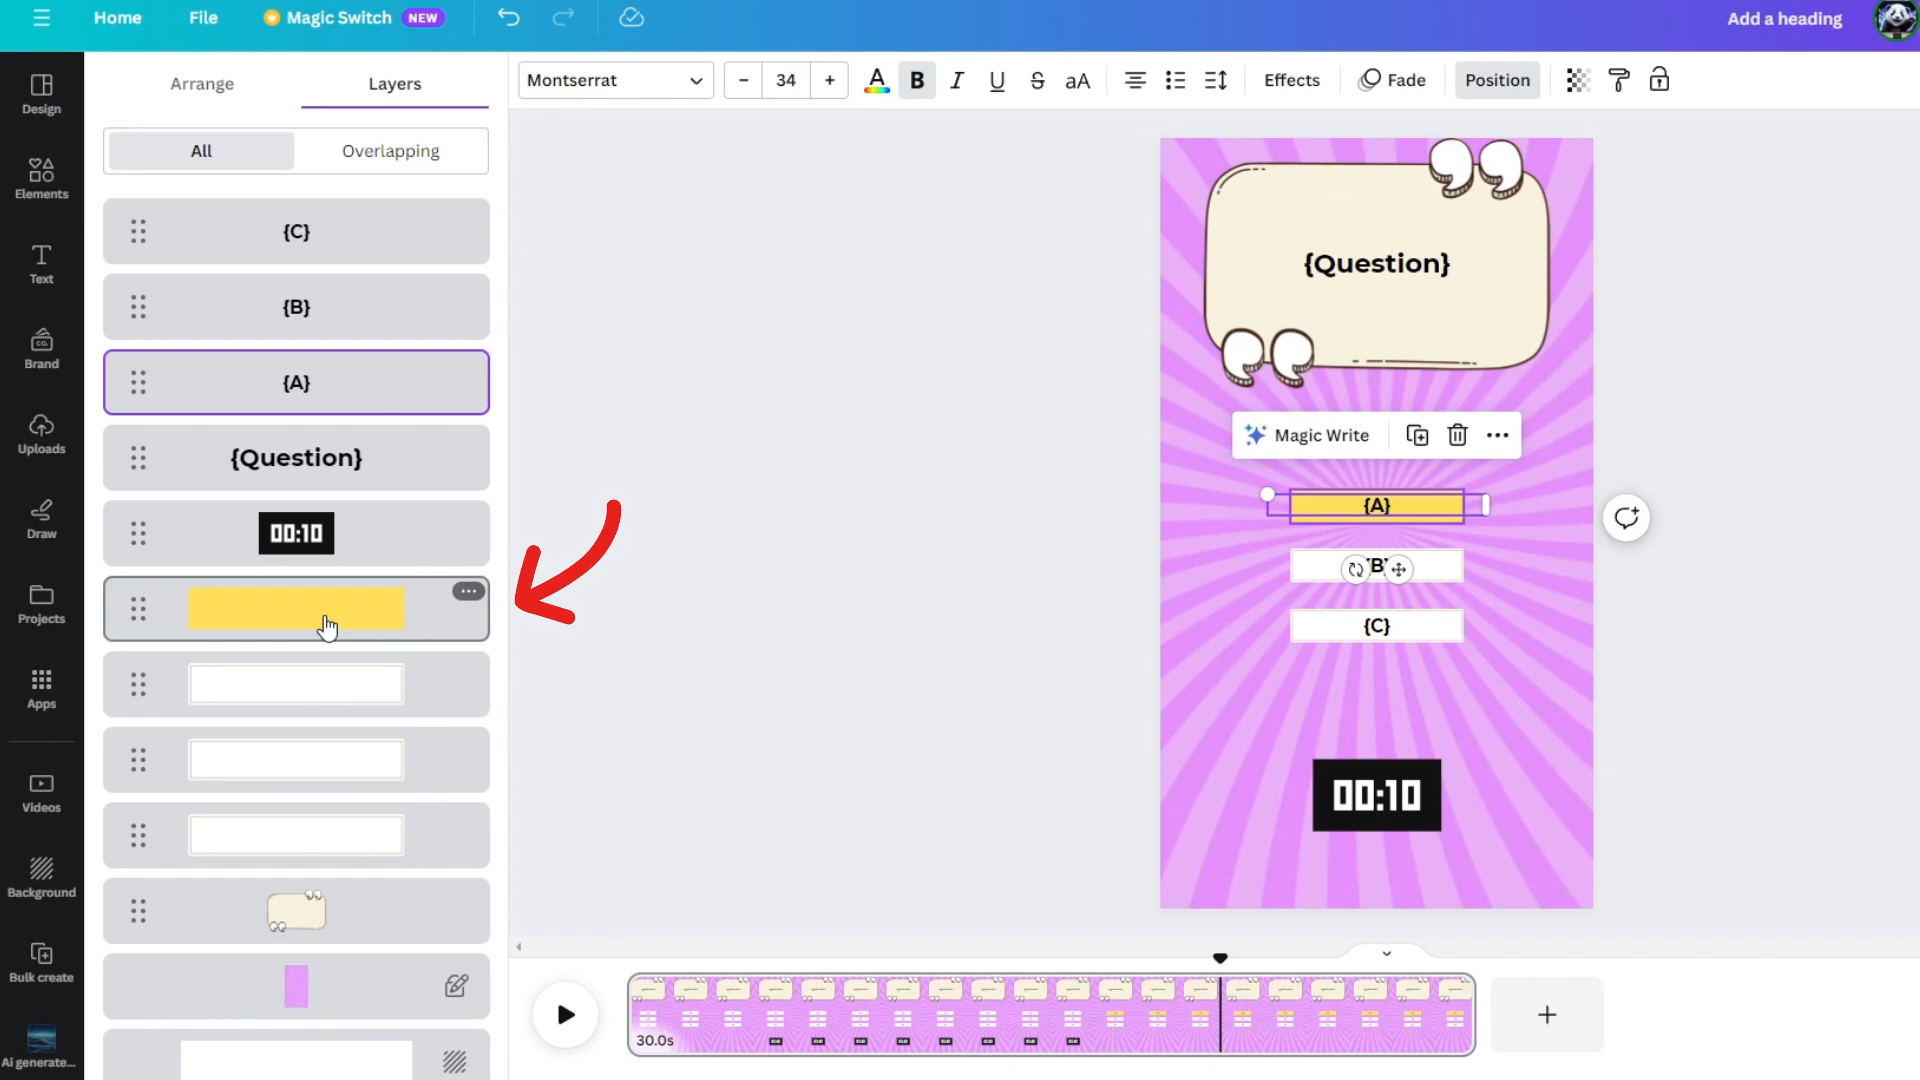 Home File Magic Switch NEW Add a heading
Design
Elements
Text
Brand
CO.
Uploads
Draw
Projects
Apps
Videos
Background
Bulk create
Ai generate...
Arrange Layers
All Overlapping
{C}
{B}
{A}
{Question}
00:10
Montserrat - 34 + A B I U S aA Effects Fade Position
{Question}
Magic Write
{A}
B
{C}
00:10
30.0s
+